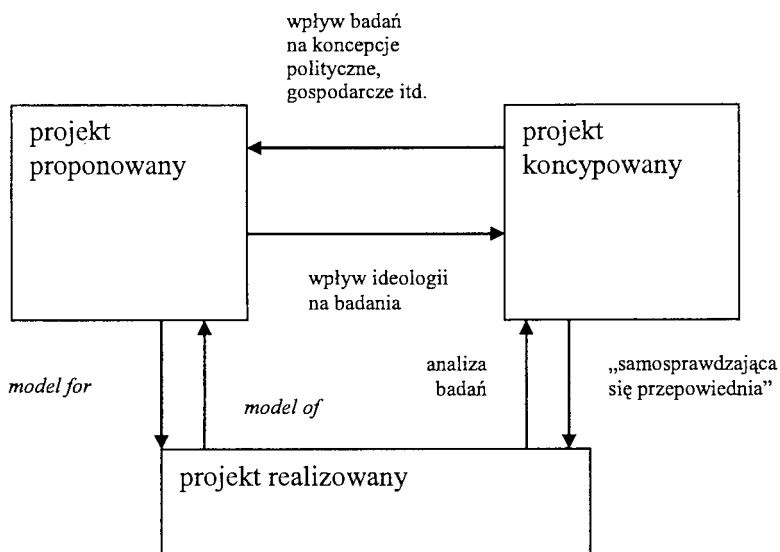 wpływ badań
na koncepcje
polityczne,
gospodarcze itd.
projekt
proponowany
projekt
koncypowany
wpływ ideologii
na badania
model for
model of
analiza
badań
„samosprawdzająca
się przepowiednia”
projekt realizowany